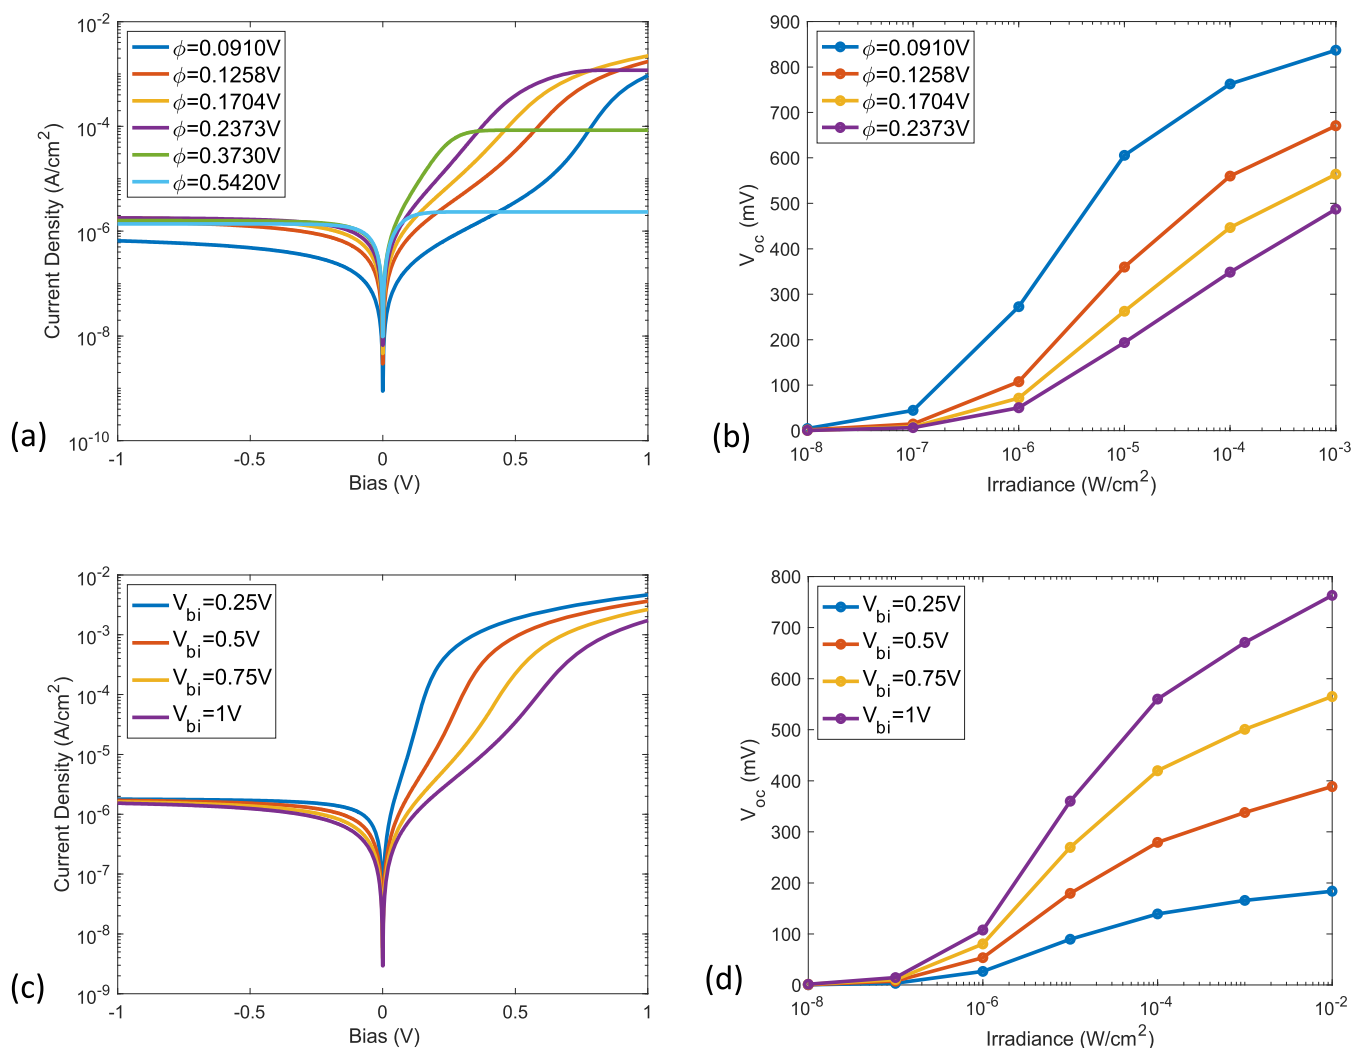 10^-2
10^-4
10^-6
10^-8
10^-10
Current Density (A/cm^2)
ϕ=0.0910V
ϕ=0.1258V
ϕ=0.1704V
ϕ=0.2373V
ϕ=0.3730V
ϕ=0.5420V
-1 -0.5 0 0.5 1
Bias (V)
(a)
900
800
700
600
500
400
300
200
100
0
V_oc (mV)
ϕ=0.0910V
ϕ=0.1258V
ϕ=0.1704V
ϕ=0.2373V
10^-8 10^-7 10^-6 10^-5 10^-4 10^-3
Irradiance (W/cm^2)
(b)
10^-2
10^-3
10^-4
10^-5
10^-6
10^-7
10^-8
10^-9
Current Density (A/cm^2)
V_bi=0.25V
V_bi=0.5V
V_bi=0.75V
V_bi=1V
-1 -0.5 0 0.5 1
Bias (V)
(c)
800
700
600
500
400
300
200
100
0
V_oc (mV)
V_bi=0.25V
V_bi=0.5V
V_bi=0.75V
V_bi=1V
10^-8 10^-6 10^-4 10^-2
Irradiance (W/cm^2)
(d)